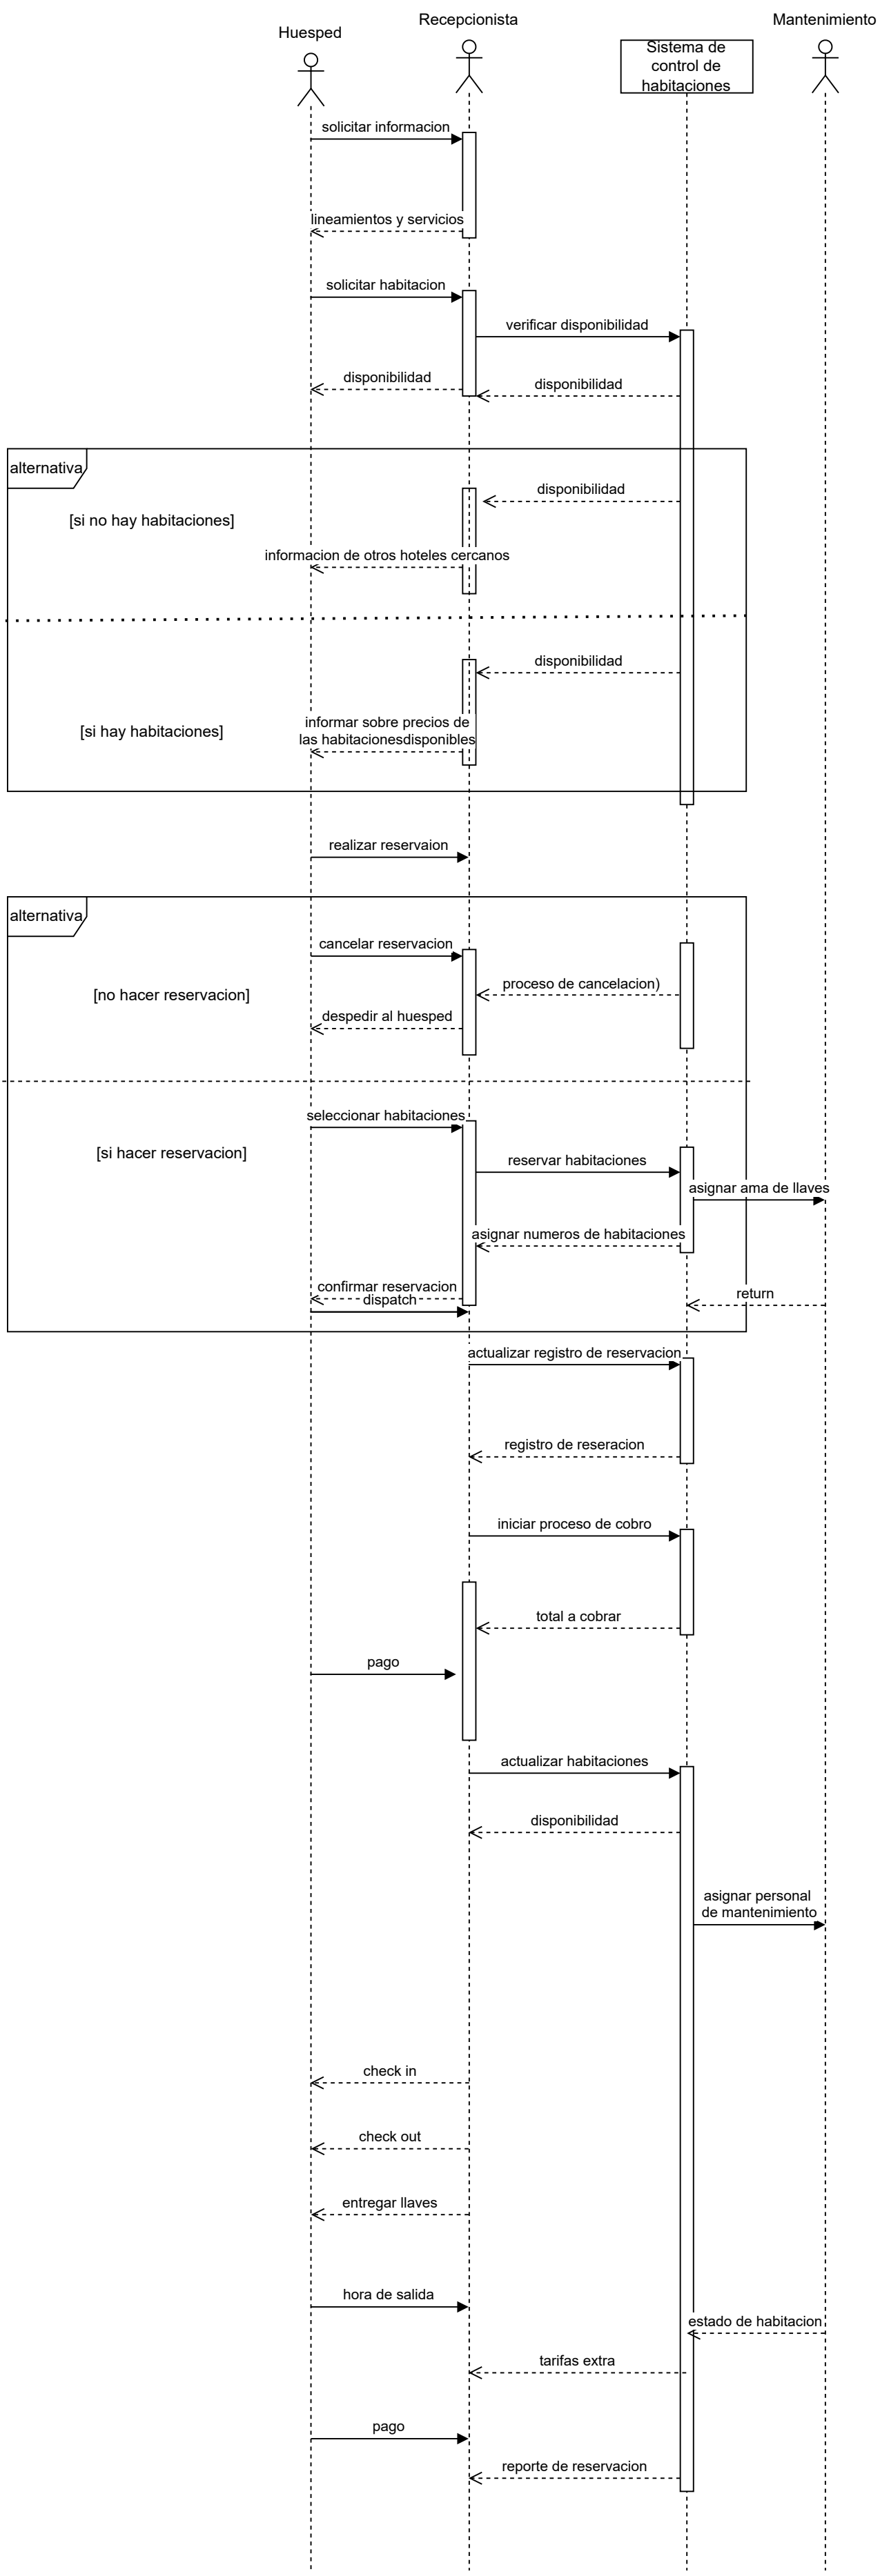 Huesped
Recepcionista
Sistema de
control de
habitaciones
Mantenimiento
solicitar informacion
lineamientos y servicios
solicitar habitacion
verificar disponibilidad
disponibilidad
disponibilidad
alternativa
disponibilidad
[si no hay habitaciones]
informacion de otros hoteles cercanos
disponibilidad
[si hay habitaciones]
informar sobre precios de
las habitacionesdisponibles
realizar reservaion
alternativa
cancelar reservacion
proceso de cancelacion)
[no hacer reservacion]
despedir al huesped
seleccionar habitaciones
[si hacer reservacion]
reservar habitaciones
asignar ama de llaves
asignar numeros de habitaciones
confirmar reservacion
return
dispatch
actualizar registro de reservacion
registro de reseracion
iniciar proceso de cobro
total a cobrar
pago
actualizar habitaciones
disponibilidad
asignar personal
de mantenimiento
check in
check out
entregar llaves
hora de salida
estado de habitacion
tarifas extra
pago
reporte de reservacion